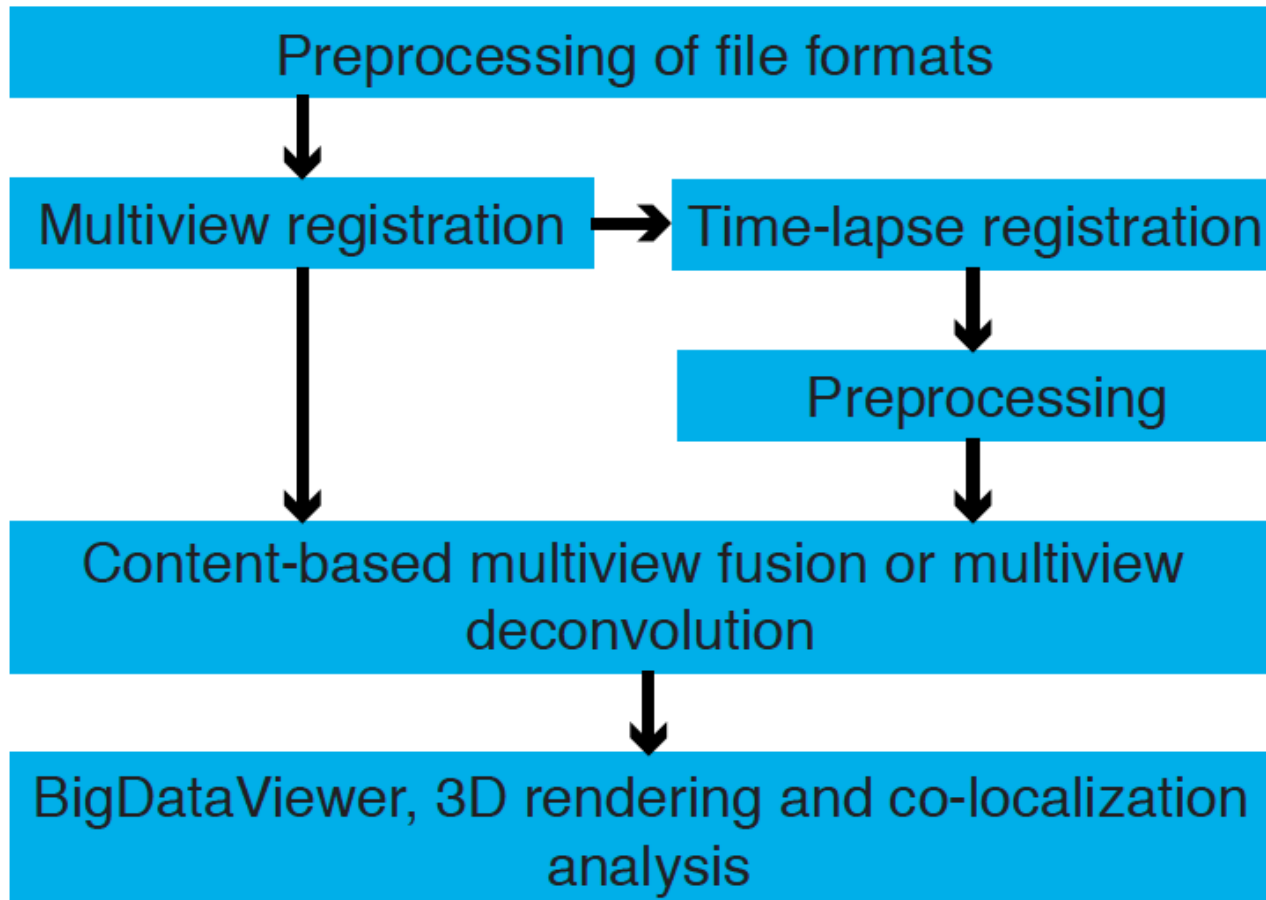 Preprocessing of file formats
Multiview registration
Time-lapse registration
Preprocessing
Content-based multiview fusion or multiview
deconvolution
BigDataViewer, 3D rendering and co-localization
analysis